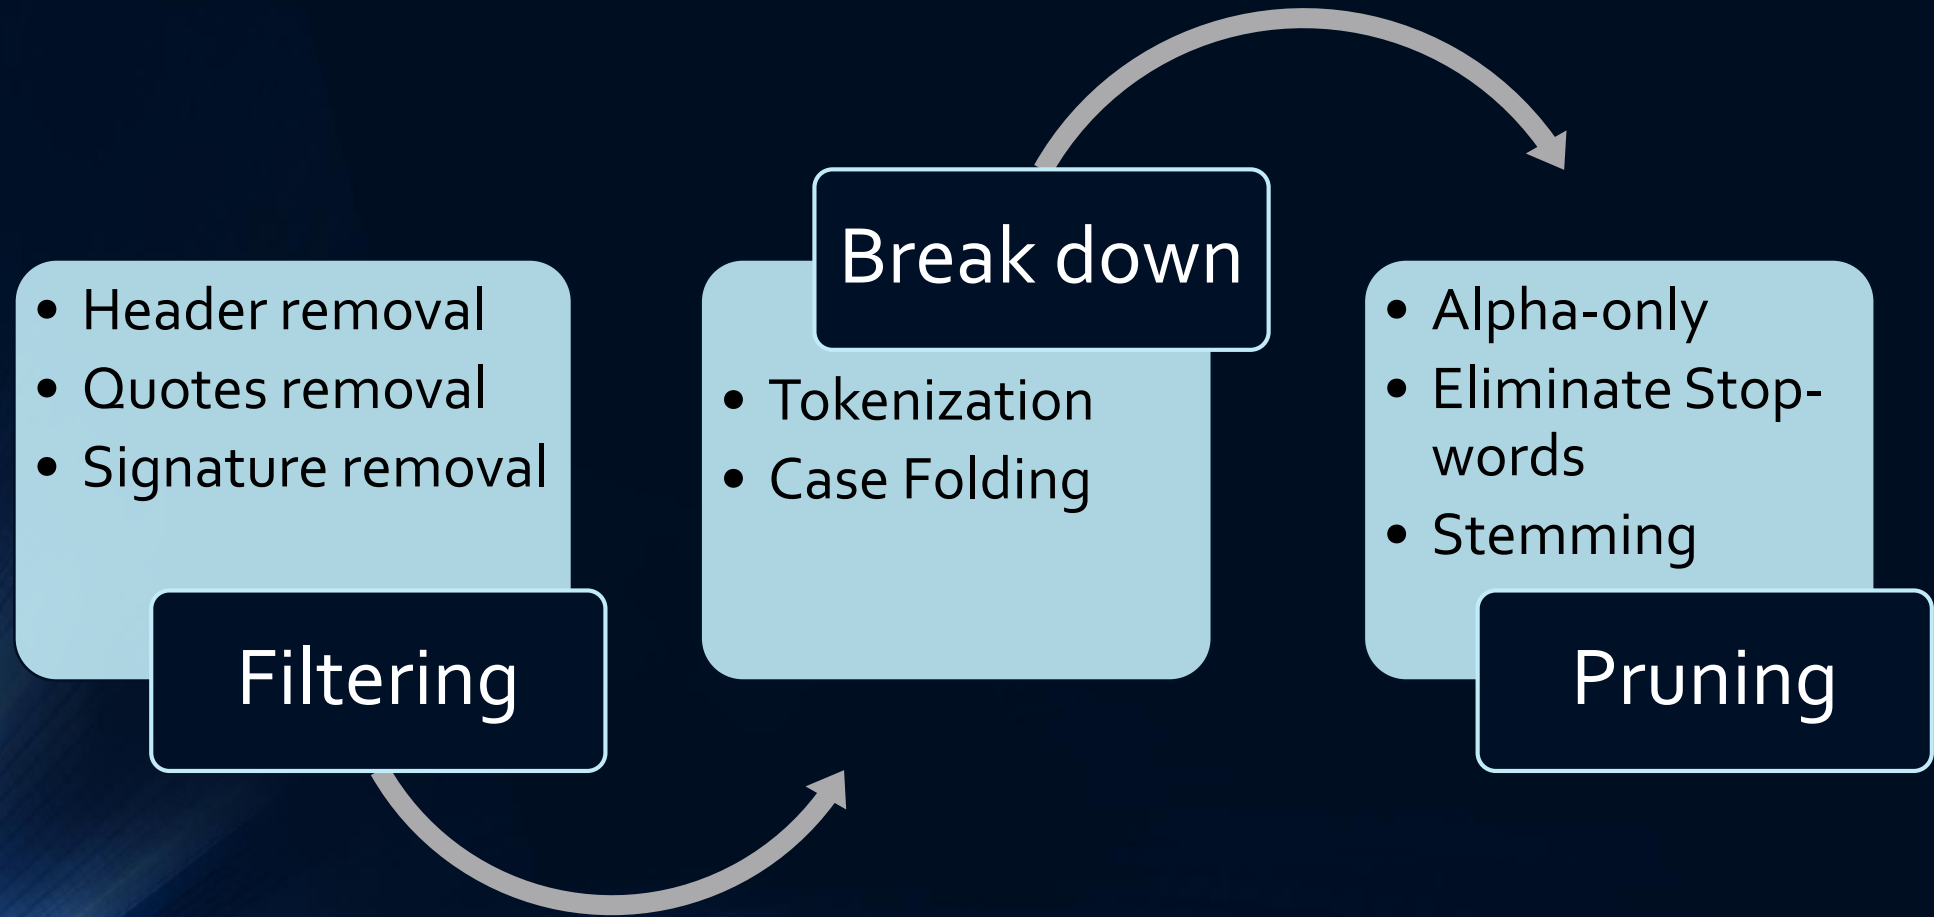 • Header removal
• Quotes removal
• Signature removal
Filtering
Break down
• Tokenization
• Case Folding
• Alpha-only
• Eliminate Stop-
words
• Stemming
Pruning